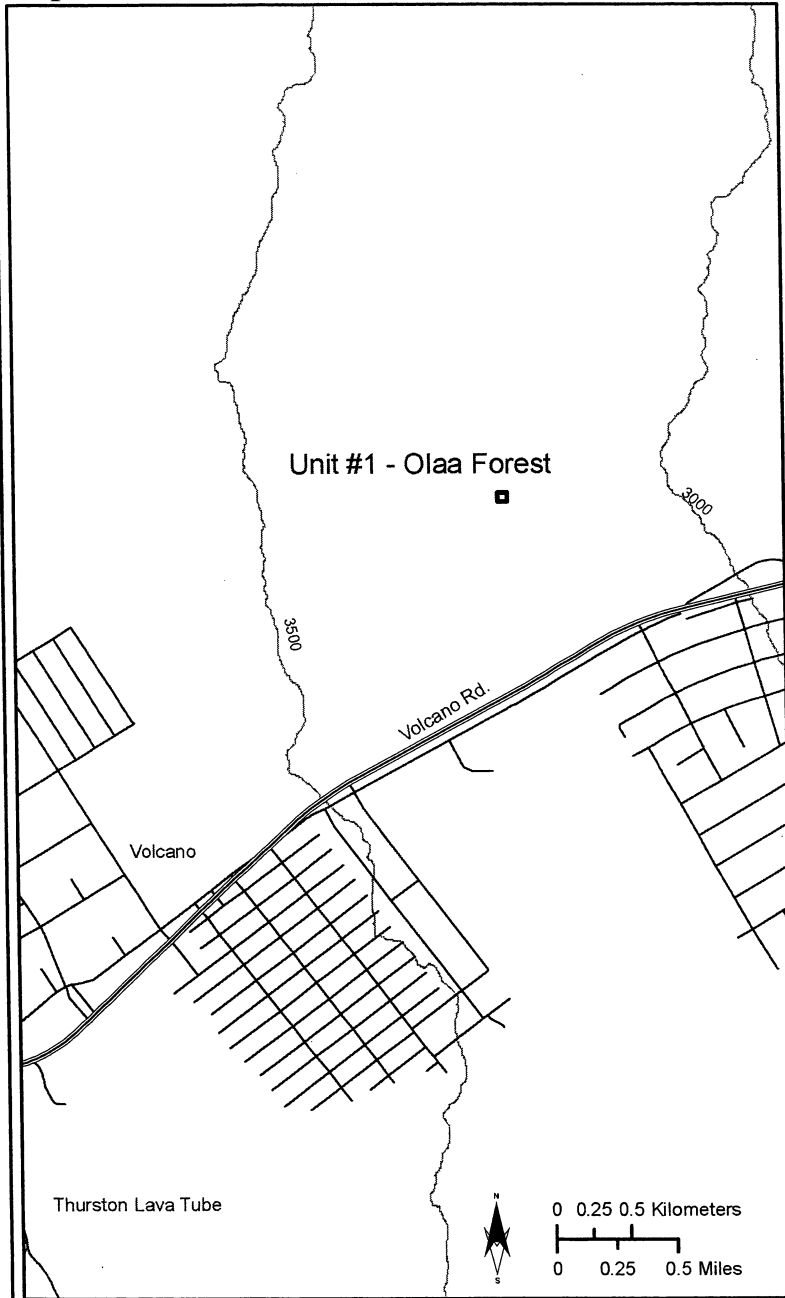 Unit #1 - Olaa Forest
3000
3500
Volcano Rd.
Volcano
Thurston Lava Tube
N
S
0 0.25 0.5 Kilometers
0 0.25 0.5 Miles